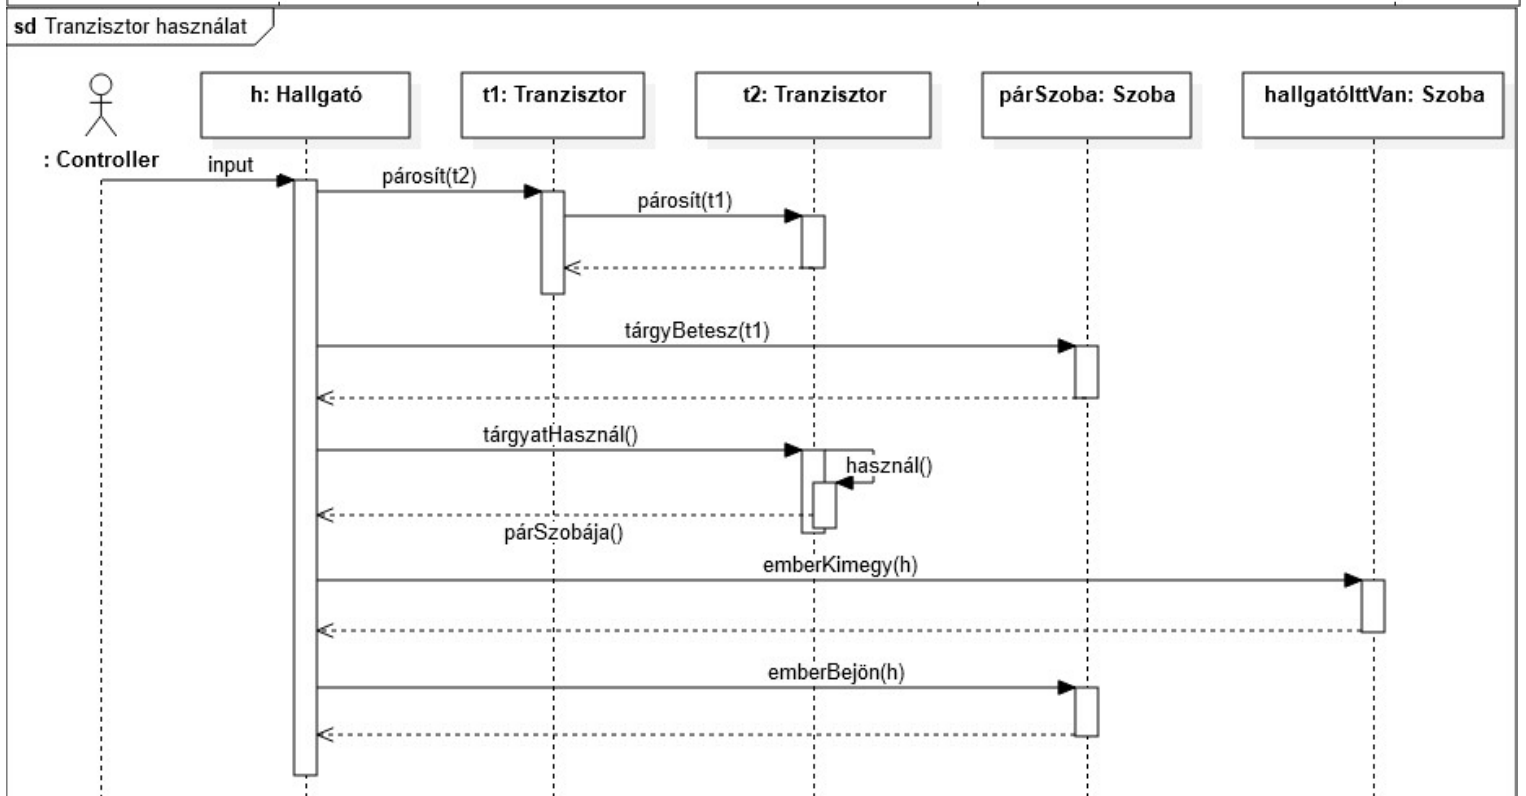 sd Tranzisztor használat
h: Hallgató
t1: Tranzisztor
t2: Tranzisztor
párSzoba: Szoba
hallgatóIttVan: Szoba
: Controller
input
párosít(t2)
párosít(t1)
tárgyBetesz(t1)
tárgyatHasznál()
használ()
párSzobája()
emberKimegy(h)
emberBejön(h)